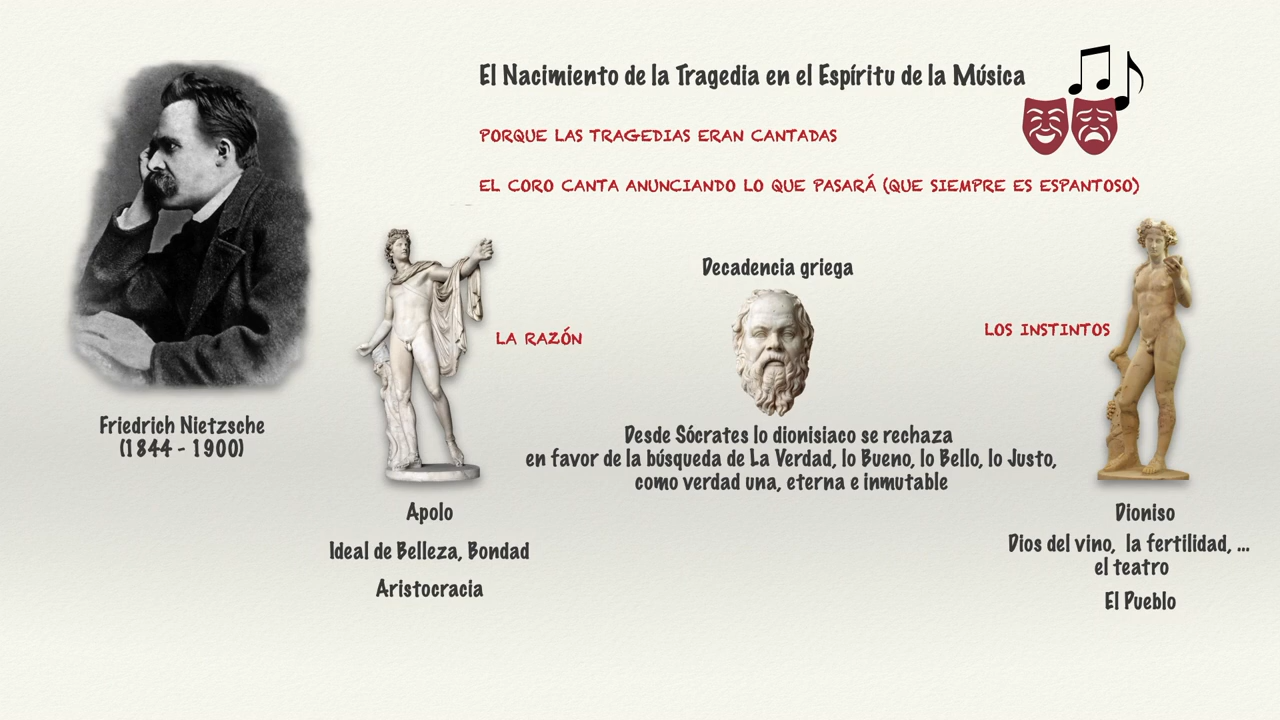 El Nacimiento de la Tragedia en el Espíritu de la Música
PORQUE LAS TRAGEDIAS ERAN CANTADAS
EL CORO CANTA ANUNCIANDO LO QUE PASARÁ (QUE SIEMPRE ES ESPANTOSO)
Friedrich Nietzsche
(1844 - 1900)
LA RAZÓN
Apolo
Ideal de Belleza, Bondad
Aristocracia
Decadencia griega
Desde Sócrates lo dionisiaco se rechaza
en favor de la búsqueda de La Verdad, lo Bueno, lo Bello, lo Justo,
como verdad una, eterna e inmutable
LOS INSTINTOS
Dioniso
Dios del vino, la fertilidad, ...
el teatro
El Pueblo